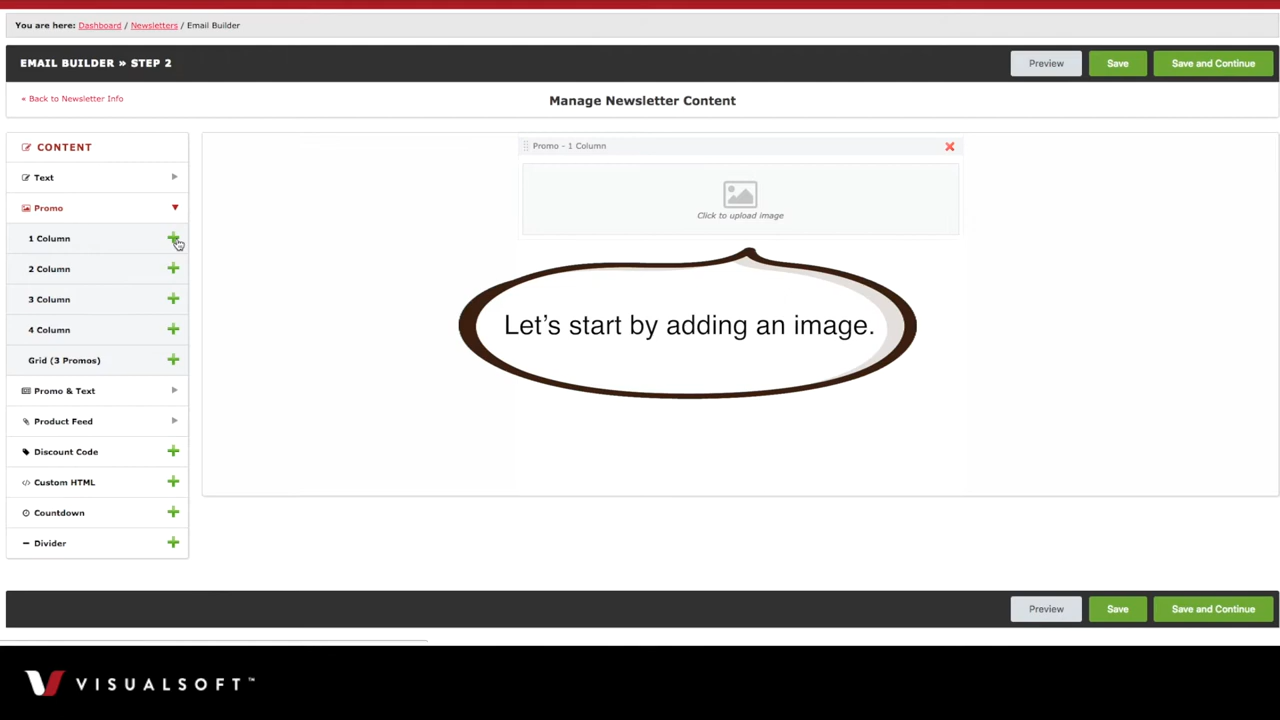 You are here: Dashboard / Newsletters / Email Builder
EMAIL BUILDER » STEP 2
Preview
Save
Save and Continue
« Back to Newsletter Info
Manage Newsletter Content
CONTENT
Text
Promo
1 Column
2 Column
3 Column
4 Column
Grid (3 Promos)
Promo & Text
Product Feed
Discount Code
Custom HTML
Countdown
Divider
Promo - 1 Column
Click to upload image
Let’s start by adding an image.
Preview
Save
Save and Continue
VISUALSOFT™